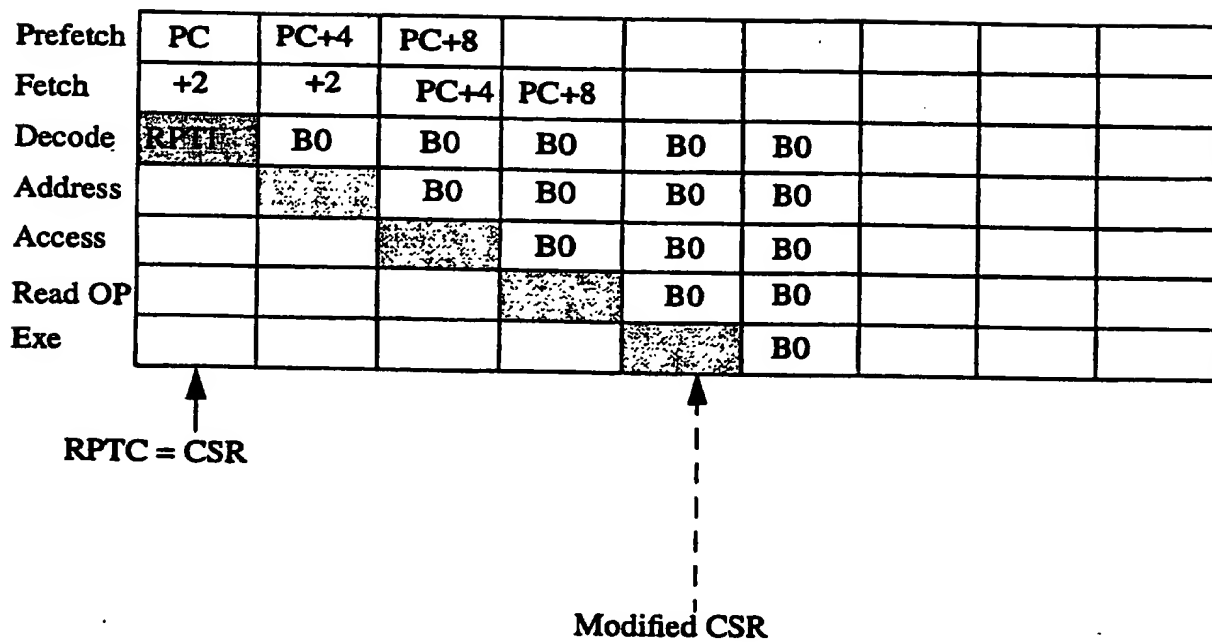 Prefetch PC PC+4 PC+8
Fetch +2 +2 PC+4 PC+8
Decode B0 B0 B0 B0 B0
Address B0 B0 B0 B0
Access B0 B0 B0
Read OP B0 B0
Exe B0
RPTC = CSR
Modified CSR